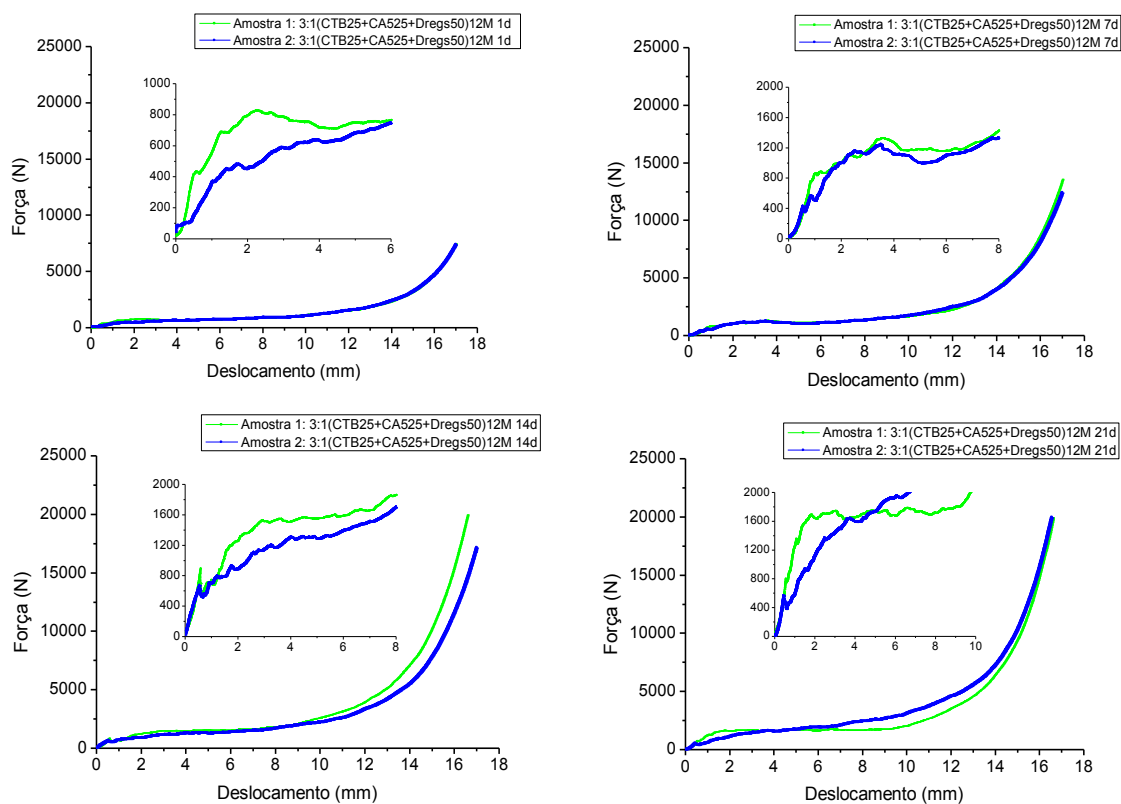 Amostra 1: 3:1(CTB25+CA525+Dregs50)12M 1d
Amostra 2: 3:1(CTB25+CA525+Dregs50)12M 1d
25000
20000
15000
10000
5000
0
Força (N)
1000
800
600
400
200
0
0 2 4 6
0 2 4 6 8 10 12 14 16 18
Deslocamento (mm)
Amostra 1: 3:1(CTB25+CA525+Dregs50)12M 7d
Amostra 2: 3:1(CTB25+CA525+Dregs50)12M 7d
25000
20000
15000
10000
5000
0
Força (N)
2000
1600
1200
800
400
0
0 2 4 6 8
0 2 4 6 8 10 12 14 16 18
Deslocamento (mm)
Amostra 1: 3:1(CTB25+CA525+Dregs50)12M 14d
Amostra 2: 3:1(CTB25+CA525+Dregs50)12M 14d
25000
20000
15000
10000
5000
0
Força (N)
2000
1600
1200
800
400
0
0 2 4 6 8
0 2 4 6 8 10 12 14 16 18
Deslocamento (mm)
Amostra 1: 3:1(CTB25+CA525+Dregs50)12M 21d
Amostra 2: 3:1(CTB25+CA525+Dregs50)12M 21d
25000
20000
15000
10000
5000
0
Força (N)
2000
1600
1200
800
400
0
0 2 4 6 8 10
0 2 4 6 8 10 12 14 16 18
Deslocamento (mm)